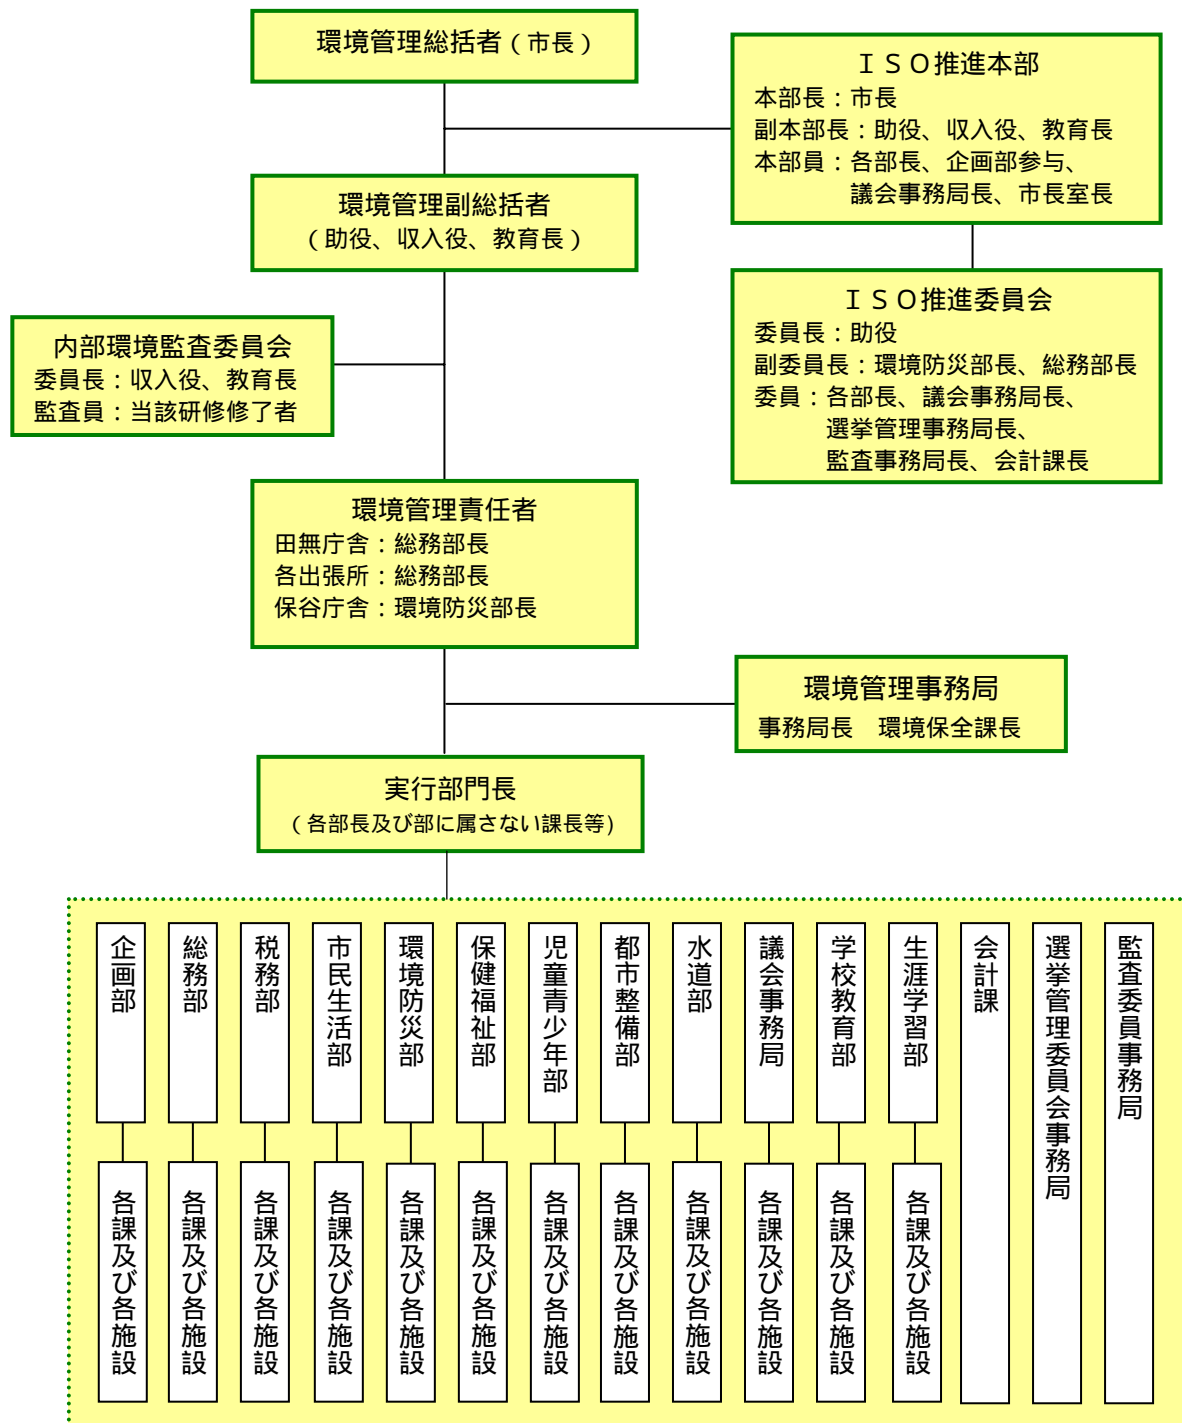 環境管理総括者（市長）
ＩＳＯ推進本部
本部長：市長
副本部長：助役、収入役、教育長
本部員：各部長、企画部参与、
議会事務局長、市長室長
環境管理副総括者
（助役、収入役、教育長）
ＩＳＯ推進委員会
委員長：助役
副委員長：環境防災部長、総務部長
委員：各部長、議会事務局長、
選挙管理事務局長、
監査事務局長、会計課長
内部環境監査委員会
委員長：収入役、教育長
監査員：当該研修修了者
環境管理責任者
田無庁舎：総務部長
各出張所：総務部長
保谷庁舎：環境防災部長
環境管理事務局
事務局長　環境保全課長
実行部門長
（各部長及び部に属さない課長等)
企画部
総務部
税務部
市民生活部
環境防災部
保健福祉部
児童青少年部
都市整備部
水道部
議会事務局
学校教育部
生涯学習部
会計課
選挙管理委員会事務局
監査委員事務局
各課及び各施設
各課及び各施設
各課及び各施設
各課及び各施設
各課及び各施設
各課及び各施設
各課及び各施設
各課及び各施設
各課及び各施設
各課及び各施設
各課及び各施設
各課及び各施設